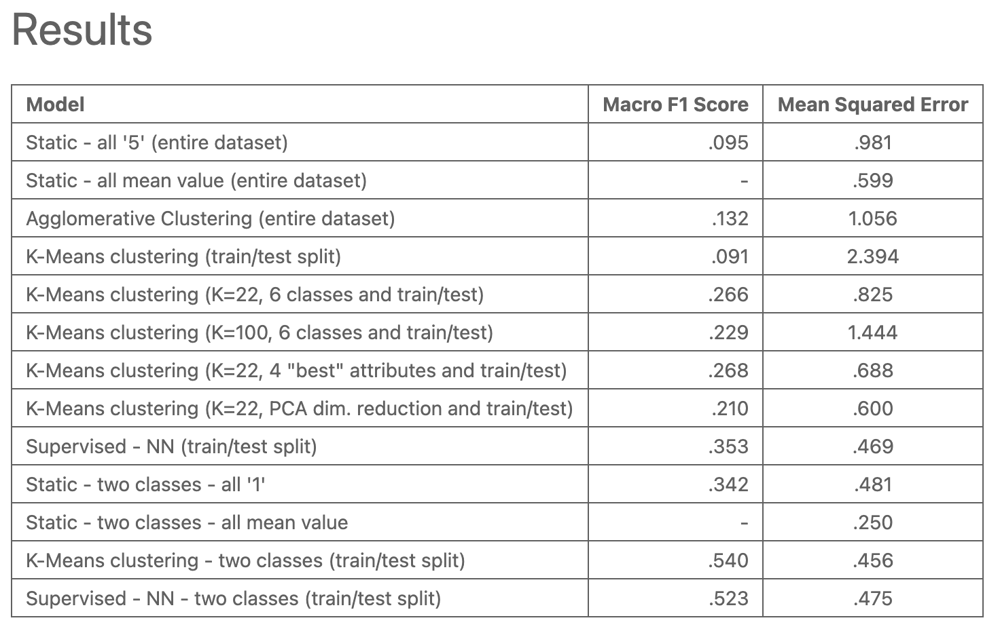 Results
Model Macro F1 Score Mean Squared Error
Static - all '5' (entire dataset) .095 .981
Static - all mean value (entire dataset) - .599
Agglomerative Clustering (entire dataset) .132 1.056
K-Means clustering (train/test split) .091 2.394
K-Means clustering (K=22, 6 classes and train/test) .266 .825
K-Means clustering (K=100, 6 classes and train/test) .229 1.444
K-Means clustering (K=22, 4 "best" attributes and train/test) .268 .688
K-Means clustering (K=22, PCA dim. reduction and train/test) .210 .600
Supervised - NN (train/test split) .353 .469
Static - two classes - all '1' .342 .481
Static - two classes - all mean value - .250
K-Means clustering - two classes (train/test split) .540 .456
Supervised - NN - two classes (train/test split) .523 .475